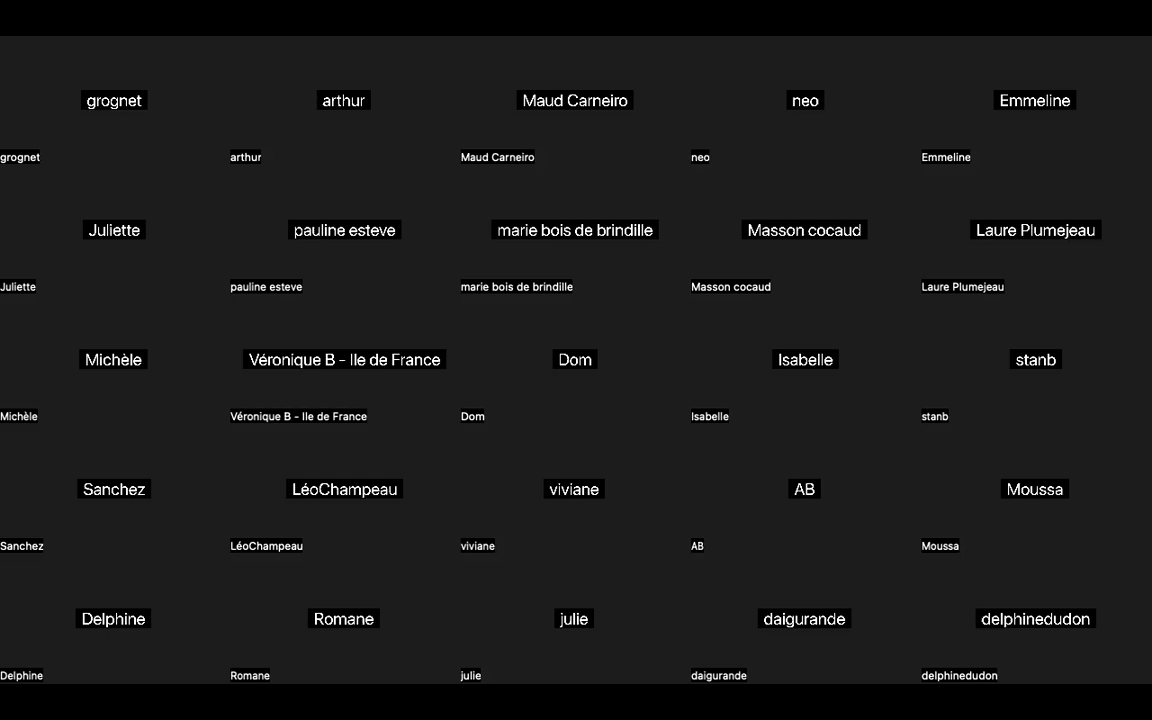 grognet arthur Maud Carneiro neo Emmeline
grognet arthur Maud Carneiro neo Emmeline
Juliette pauline esteve marie bois de brindille Masson cocaud Laure Plumejeau
Juliette pauline esteve marie bois de brindille Masson cocaud Laure Plumejeau
Michèle Véronique B - Ile de France Dom Isabelle stanb
Michèle Véronique B - Ile de France Dom Isabelle stanb
Sanchez LéoChampeau viviane AB Moussa
Sanchez LéoChampeau viviane AB Moussa
Delphine Romane julie daigurande delphinedudon
Delphine Romane julie daigurande delphinedudon